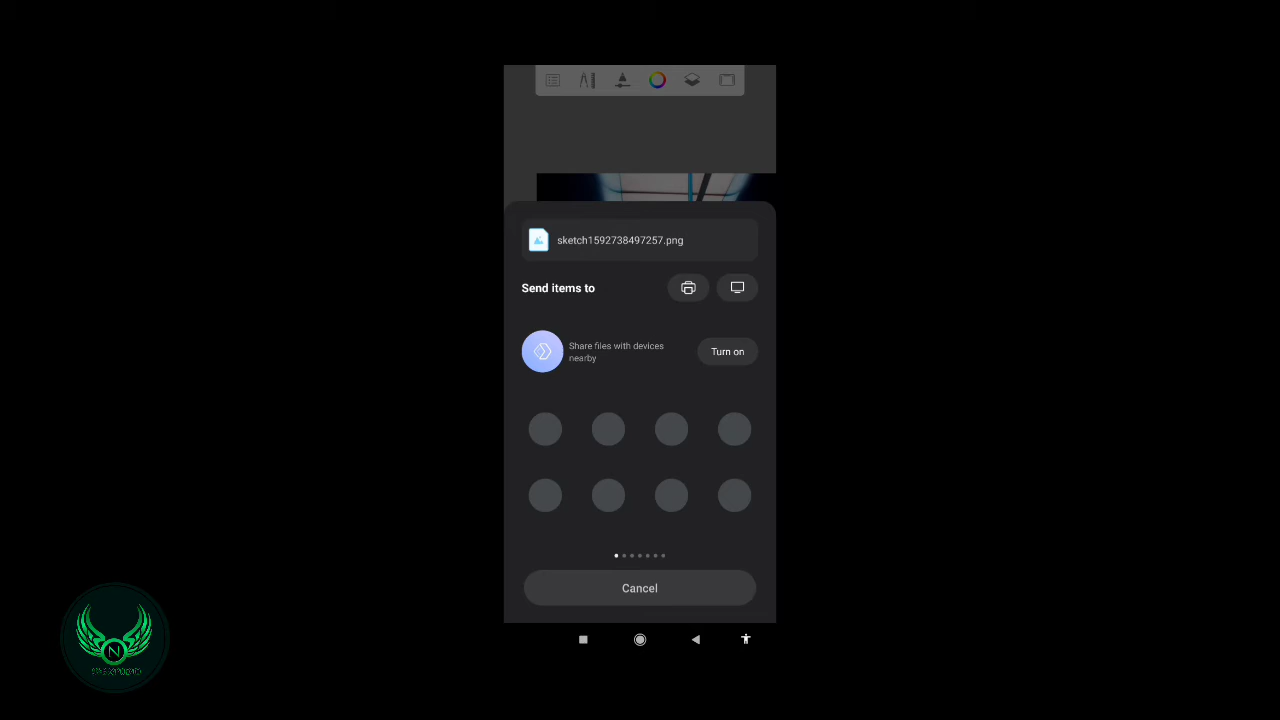 sketch1592738497257.png
Send items to
Share files with devices
nearby
Turn on
Cancel
N